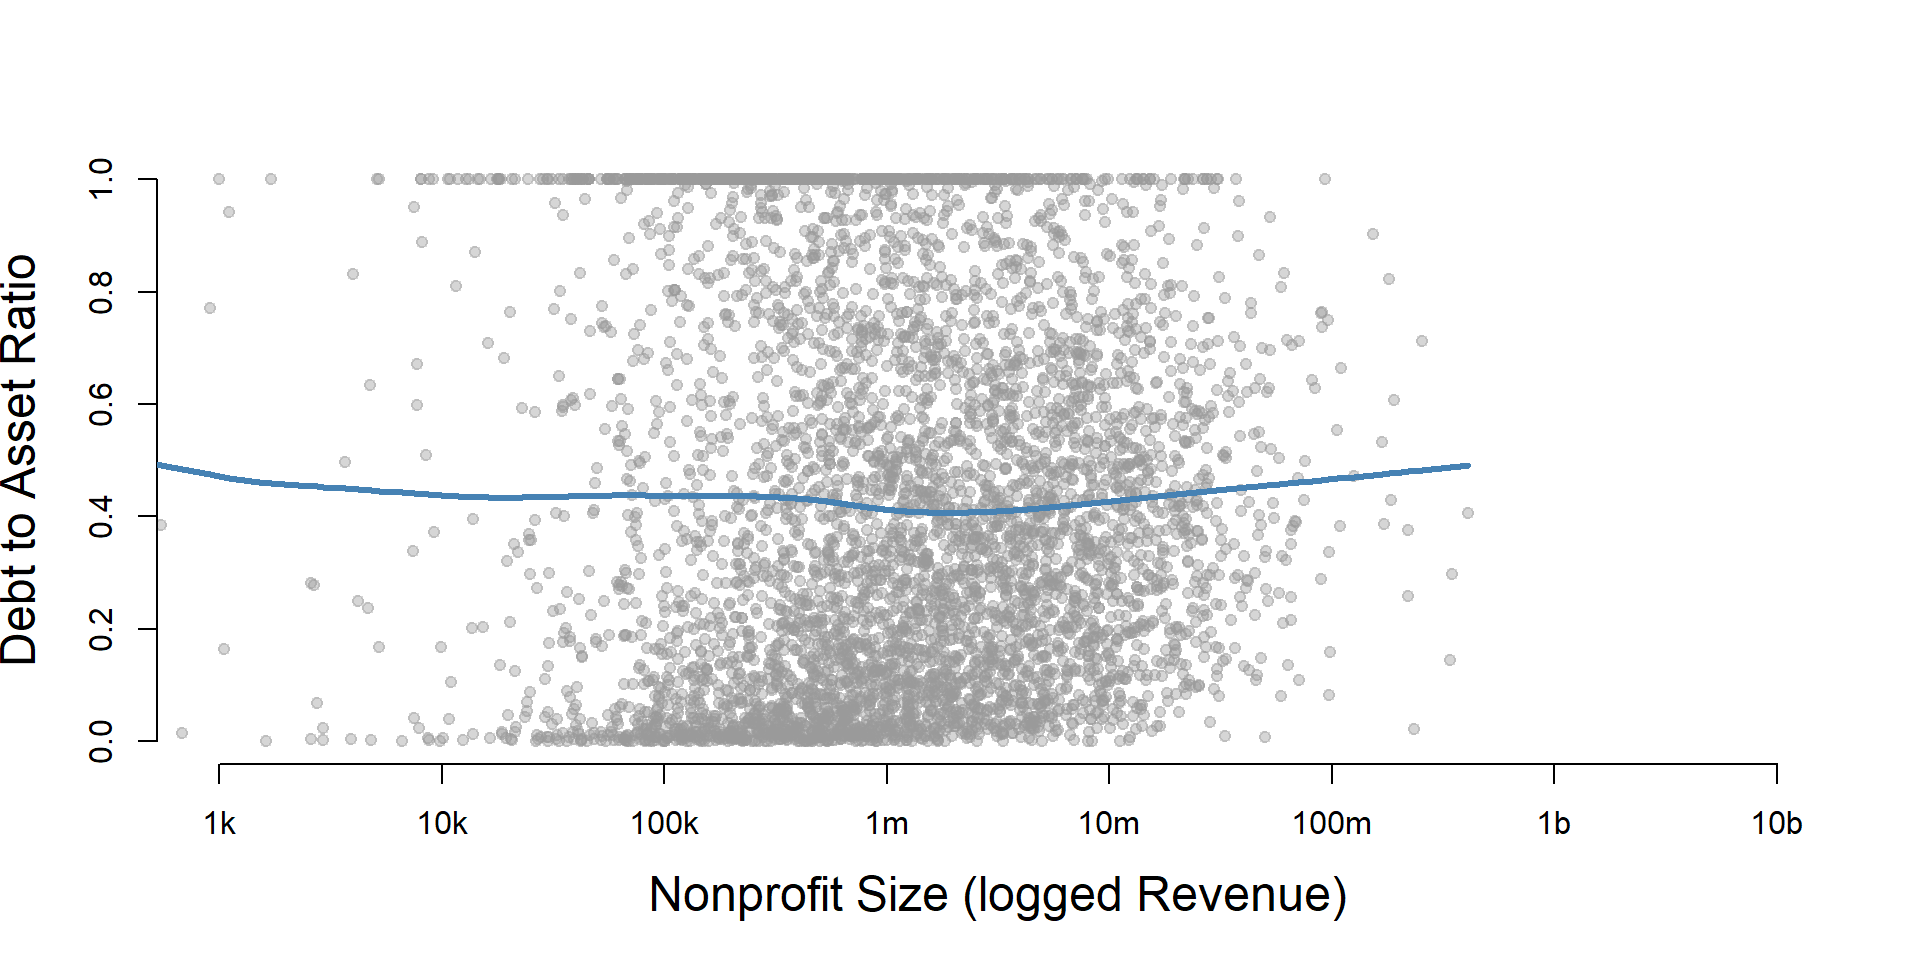 Debt to Asset Ratio
1.0
0.8
0.6
0.4
0.2
0.0
1k 10k 100k 1m 10m 100m 1b 10b
Nonprofit Size (logged Revenue)